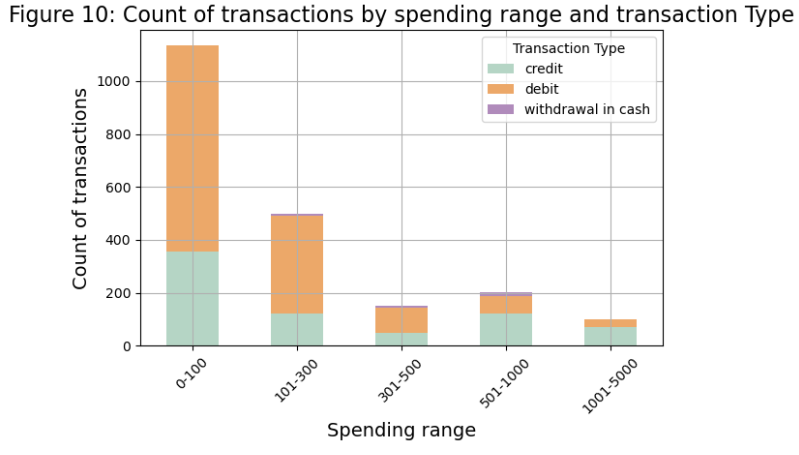 Figure 10: Count of transactions by spending range and transaction Type
Transaction Type
credit
debit
withdrawal in cash
Count of transactions
1000
800
600
400
200
0
0-100
101-300
301-500
501-1000
1001-5000
Spending range